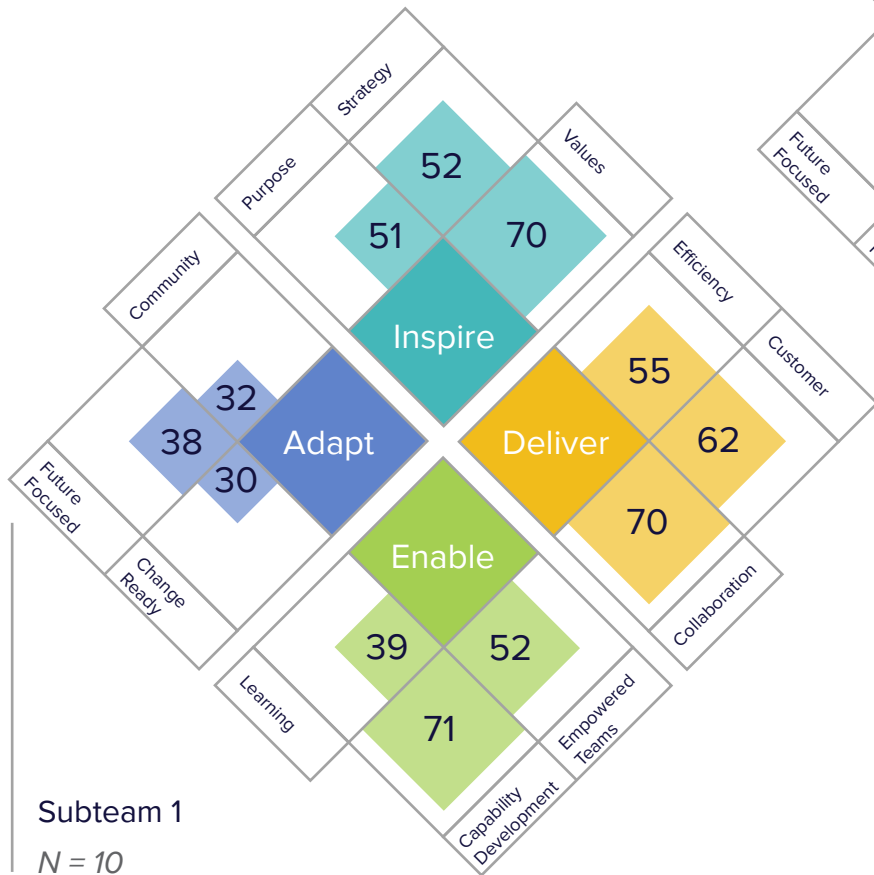 Strategy
Purpose
Values
52
51
70
Inspire
Community
32
38
30
Adapt
Future
Focused
Change
Ready
Efficiency
Customer
55
62
70
Deliver
Collaboration
Enable
39
52
71
Learning
Empowered
Teams
Capability
Development
Future
Focused
Subteam 1
N = 10